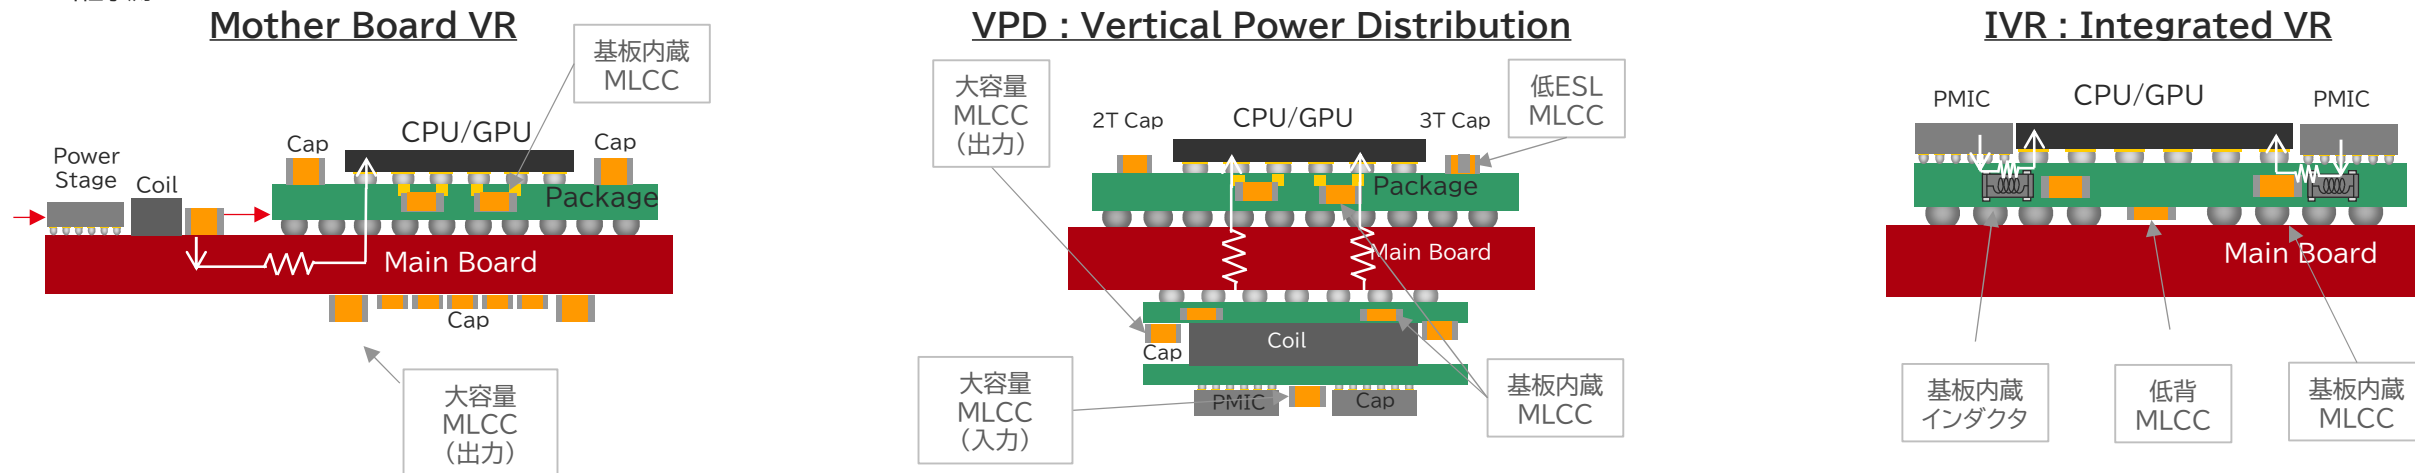 Mother Board VR
基板内蔵
MLCC
CPU/GPU
Cap
Cap
Power
Stage
Coil
Package
Main Board
Cap
大容量
MLCC
（出力）
VPD : Vertical Power Distribution
大容量
MLCC
（出力）
低ESL
MLCC
2T Cap
CPU/GPU
3T Cap
Package
Main Board
Coil
Cap
大容量
MLCC
（入力）
PMIC
Cap
基板内蔵
MLCC
IVR : Integrated VR
PMIC
CPU/GPU
PMIC
Main Board
基板内蔵
インダクタ
低背
MLCC
基板内蔵
MLCC